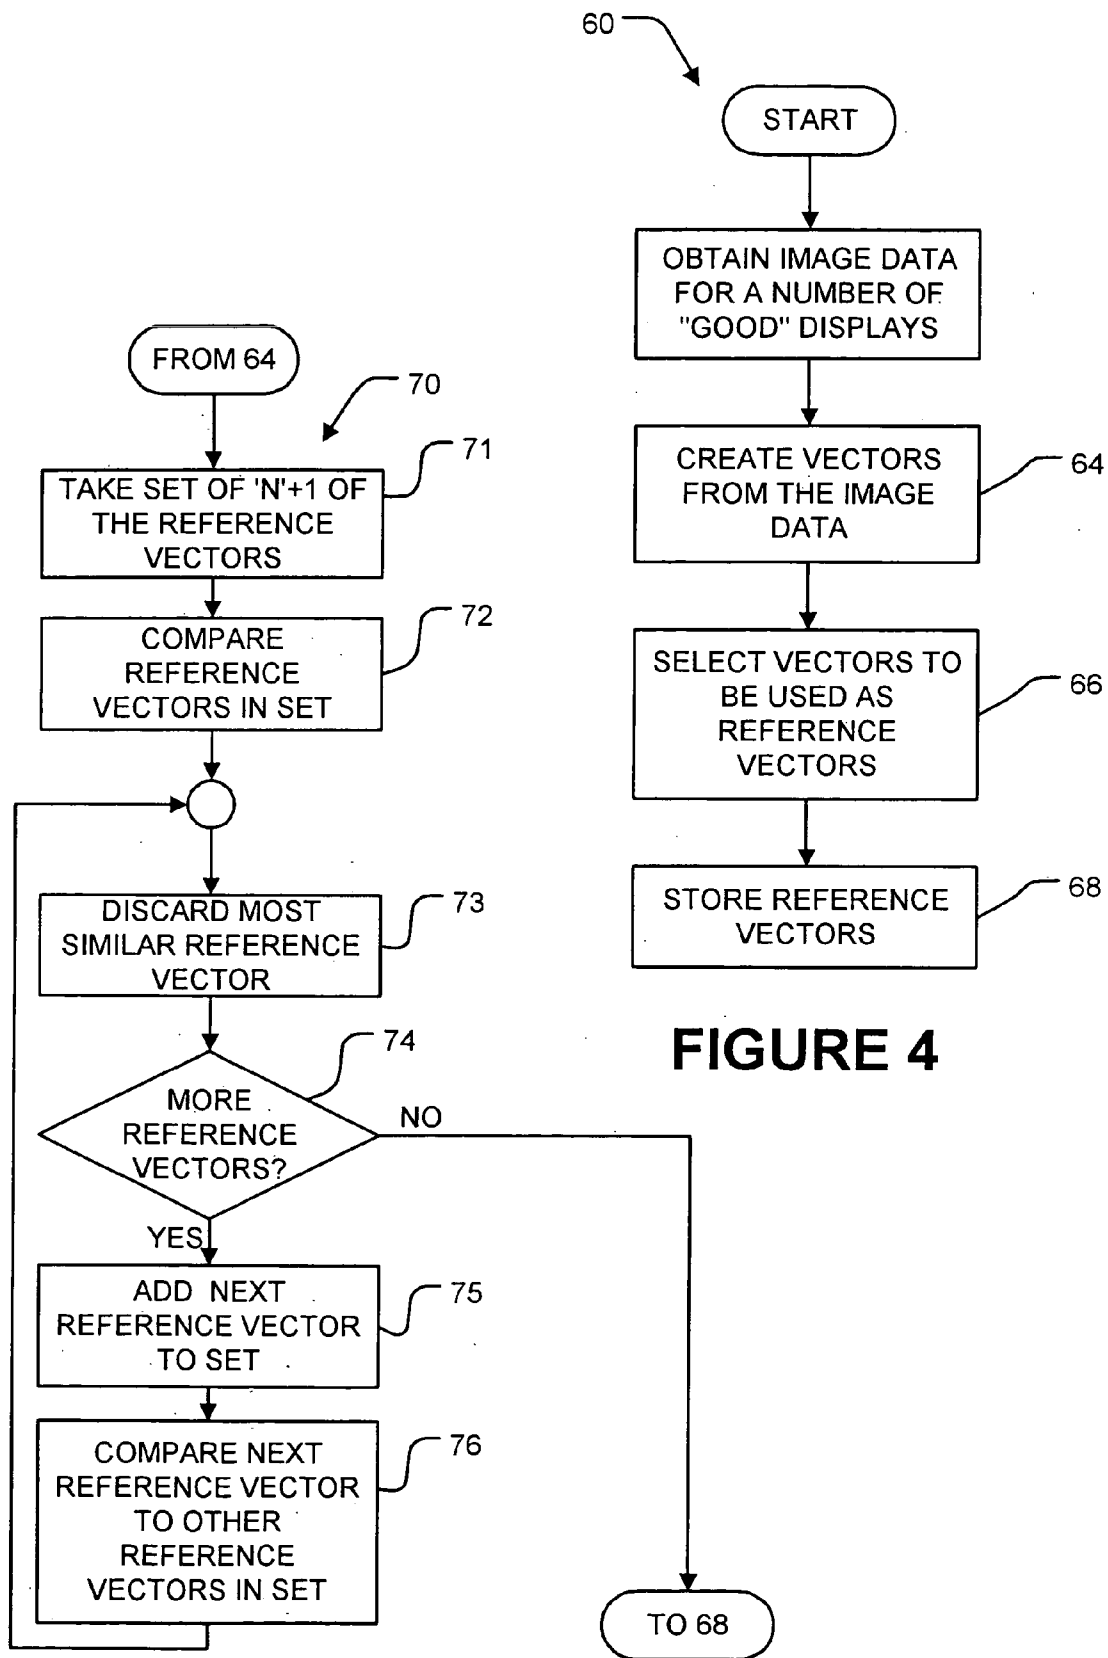 60
START
OBTAIN IMAGE DATA
FOR A NUMBER OF
"GOOD" DISPLAYS
CREATE VECTORS
FROM THE IMAGE
DATA
64
SELECT VECTORS TO
BE USED AS
REFERENCE
VECTORS
66
STORE REFERENCE
VECTORS
68
FIGURE 4
FROM 64
70
TAKE SET OF 'N'+1 OF
THE REFERENCE
VECTORS
71
COMPARE
REFERENCE
VECTORS IN SET
72
DISCARD MOST
SIMILAR REFERENCE
VECTOR
73
MORE
REFERENCE
VECTORS?
74
NO
YES
ADD NEXT
REFERENCE VECTOR
TO SET
75
COMPARE NEXT
REFERENCE VECTOR
TO OTHER
REFERENCE
VECTORS IN SET
76
TO 68